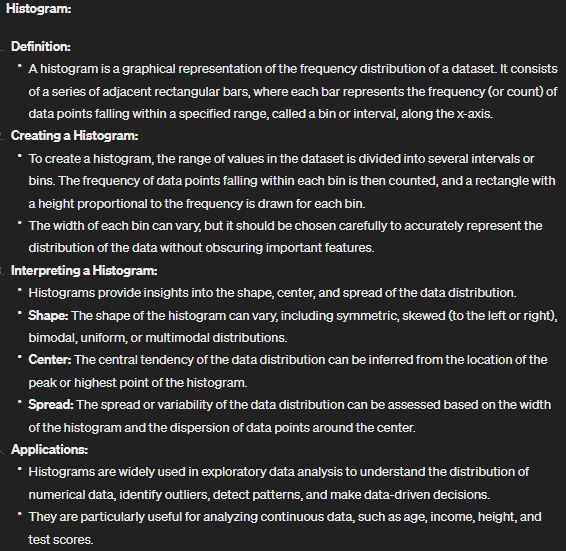 Histogram:
Definition:
• A histogram is a graphical representation of the frequency distribution of a dataset. It consists
of a series of adjacent rectangular bars, where each bar represents the frequency (or count) of
data points falling within a specified range, called a bin or interval, along the x-axis.
Creating a Histogram:
• To create a histogram, the range of values in the dataset is divided into several intervals or
bins. The frequency of data points falling within each bin is then counted, and a rectangle with
a height proportional to the frequency is drawn for each bin.
• The width of each bin can vary, but it should be chosen carefully to accurately represent the
distribution of the data without obscuring important features.
Interpreting a Histogram:
• Histograms provide insights into the shape, center, and spread of the data distribution.
• Shape: The shape of the histogram can vary, including symmetric, skewed (to the left or right),
bimodal, uniform, or multimodal distributions.
• Center: The central tendency of the data distribution can be inferred from the location of the
peak or highest point of the histogram.
• Spread: The spread or variability of the data distribution can be assessed based on the width
of the histogram and the dispersion of data points around the center.
Applications:
• Histograms are widely used in exploratory data analysis to understand the distribution of
numerical data, identify outliers, detect patterns, and make data-driven decisions.
• They are particularly useful for analyzing continuous data, such as age, income, height, and
test scores.